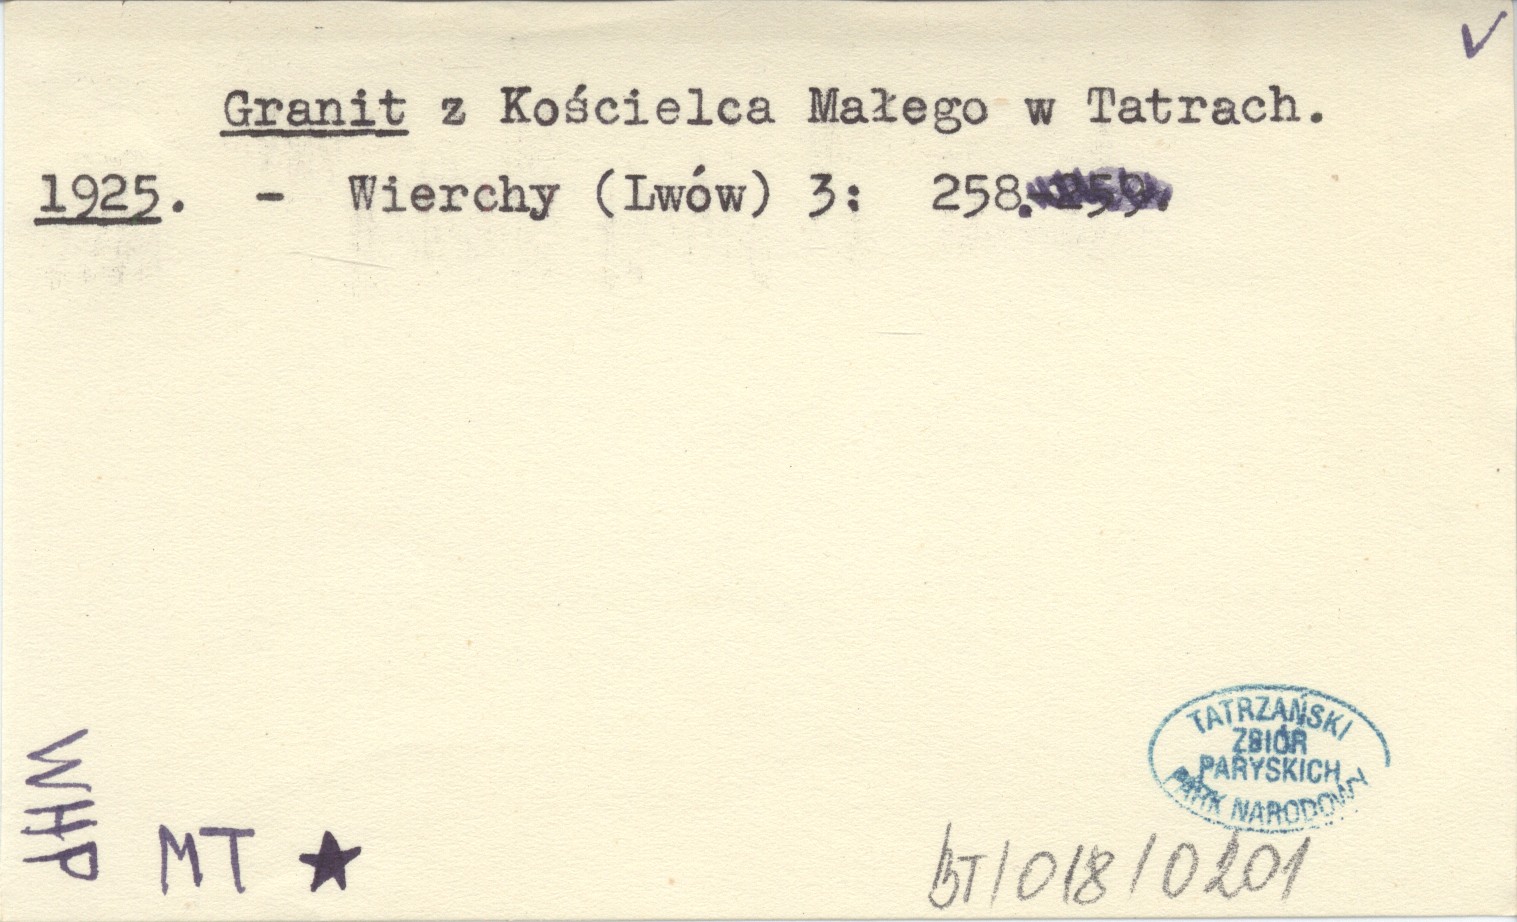 ✓
Granit z Kościelca Małego w Tatrach.
1925. - Wierchy (Lwów) 3: 258.-259.
WHP
MT ★
TATRZAŃSKI
ZBIÓR
PARYSKICH
PARK NARODOWY
BT/018/0201